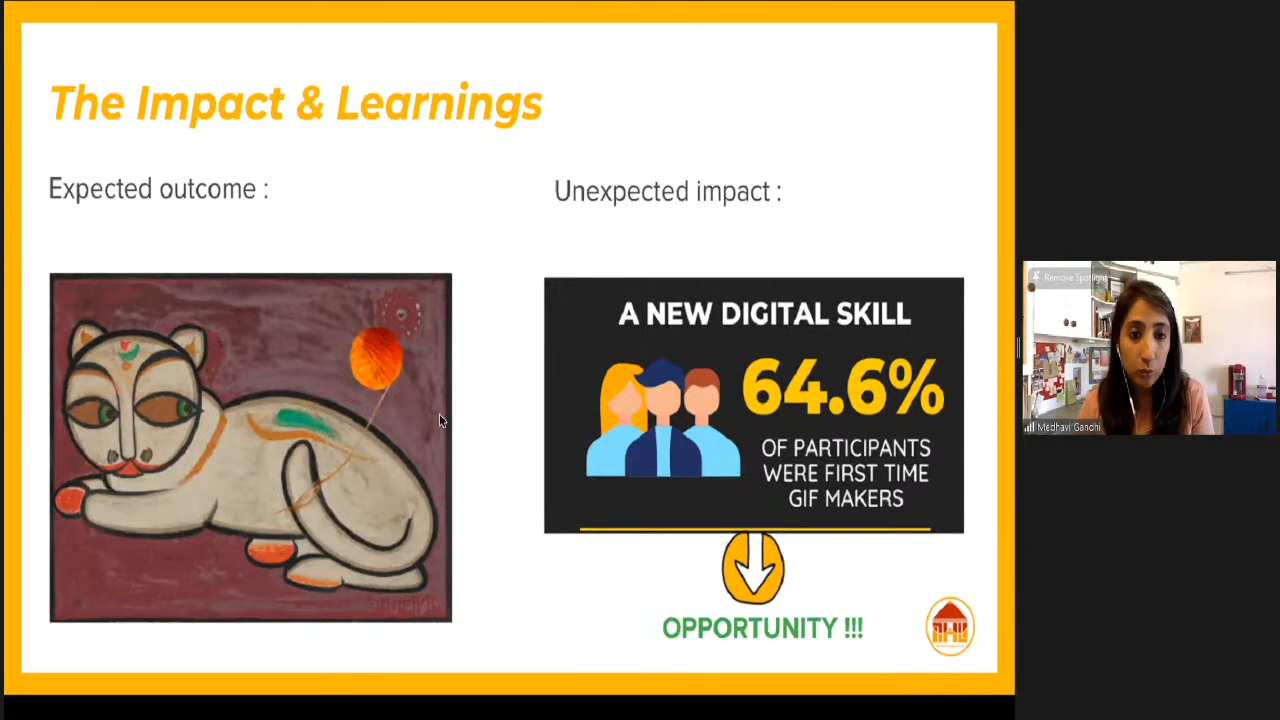 The Impact & Learnings
Expected outcome :
Unexpected impact :
A NEW DIGITAL SKILL
64.6%
OF PARTICIPANTS
WERE FIRST TIME
GIF MAKERS
OPPORTUNITY !!!
Remove Spotlight
Medhavi Gandhi